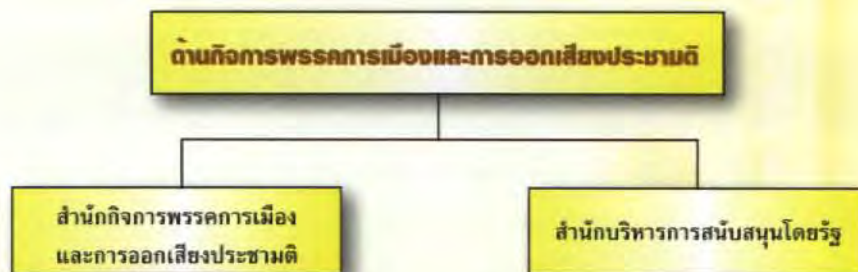 ด้านกิจการพรรคการเมืองและการออกเสียงประชามติ
สำนักกิจการพรรคการเมือง
และการออกเสียงประชามติ
สำนักบริหารการสนับสนุนโดยรัฐ